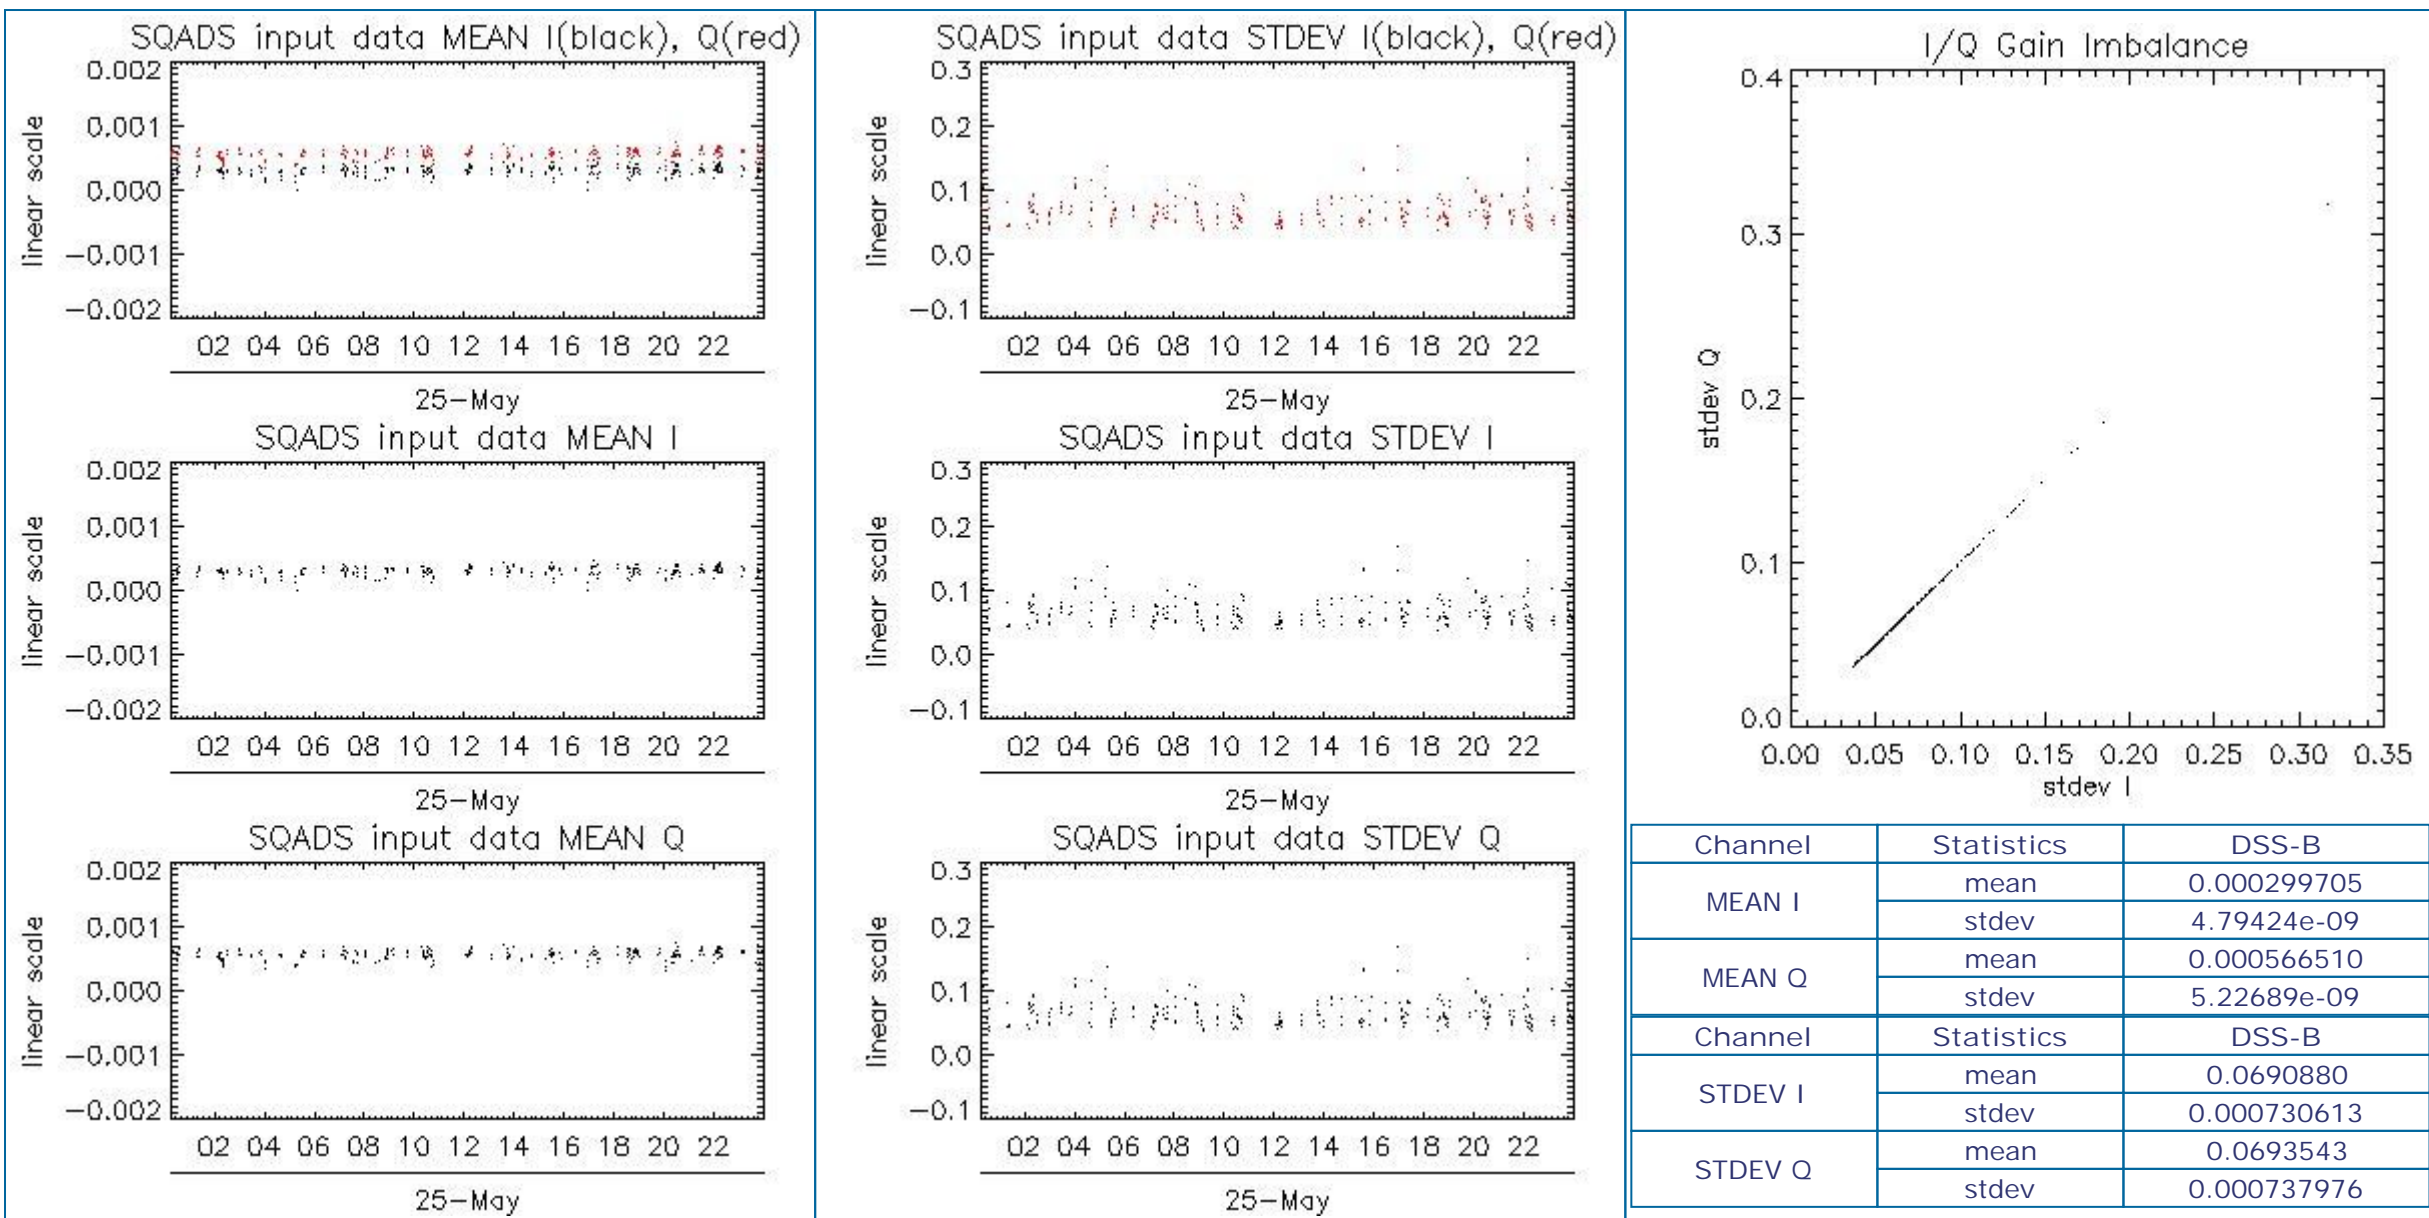 SQADS input data MEAN I(black), Q(red)
0.002
0.001
0.000
−0.001
−0.002
linear scale
02 04 06 08 10 12 14 16 18 20 22
25−May
SQADS input data MEAN I
0.002
0.001
0.000
−0.001
−0.002
linear scale
02 04 06 08 10 12 14 16 18 20 22
25−May
SQADS input data MEAN Q
0.002
0.001
0.000
−0.001
−0.002
linear scale
02 04 06 08 10 12 14 16 18 20 22
25−May
SQADS input data STDEV I(black), Q(red)
0.3
0.2
0.1
0.0
−0.1
linear scale
02 04 06 08 10 12 14 16 18 20 22
25−May
SQADS input data STDEV I
0.3
0.2
0.1
0.0
−0.1
linear scale
02 04 06 08 10 12 14 16 18 20 22
25−May
SQADS input data STDEV Q
0.3
0.2
0.1
0.0
−0.1
linear scale
02 04 06 08 10 12 14 16 18 20 22
25−May
I/Q Gain Imbalance
0.4
0.3
0.2
0.1
0.0
stdev Q
0.00 0.05 0.10 0.15 0.20 0.25 0.30 0.35
stdev I
Channel Statistics DSS-B
MEAN I mean 0.000299705
stdev 4.79424e-09
MEAN Q mean 0.000566510
stdev 5.22689e-09
Channel Statistics DSS-B
STDEV I mean 0.0690880
stdev 0.000730613
STDEV Q mean 0.0693543
stdev 0.000737976